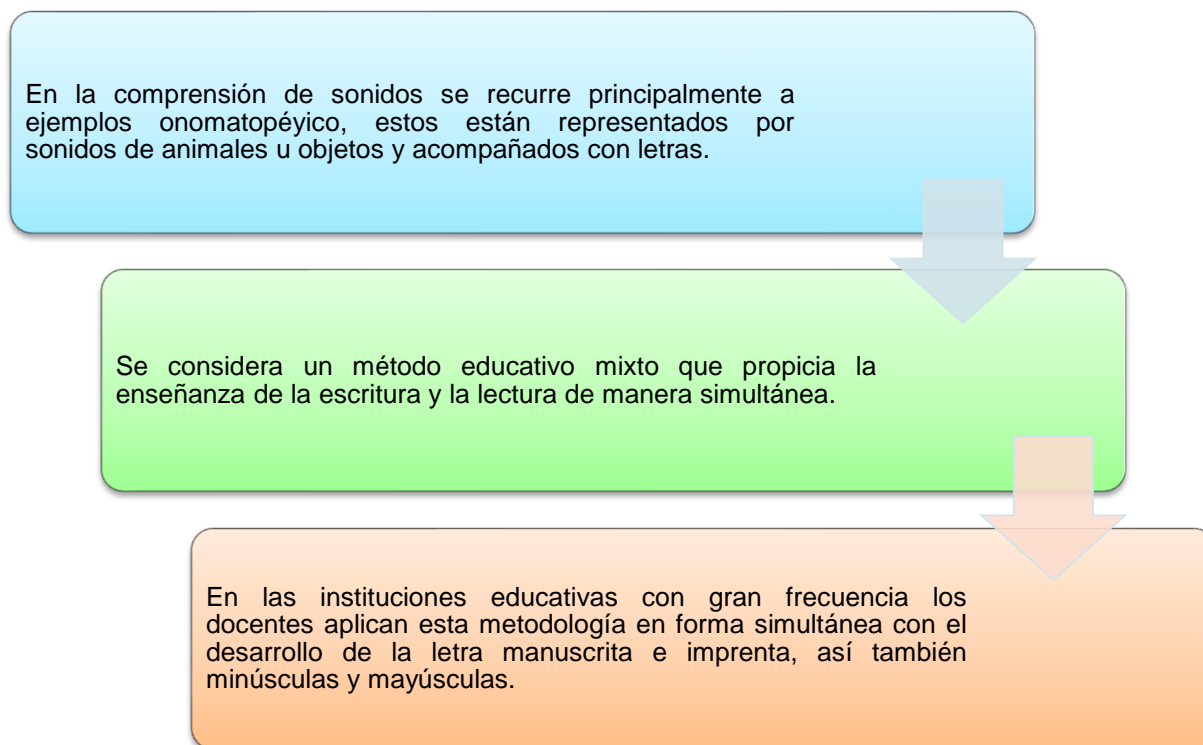 En la comprensión de sonidos se recurre principalmente a
ejemplos onomatopéyico, estos están representados por
sonidos de animales u objetos y acompañados con letras.
Se considera un método educativo mixto que propicia la
enseñanza de la escritura y la lectura de manera simultánea.
En las instituciones educativas con gran frecuencia los
docentes aplican esta metodología en forma simultánea con el
desarrollo de la letra manuscrita e imprenta, así también
minúsculas y mayúsculas.